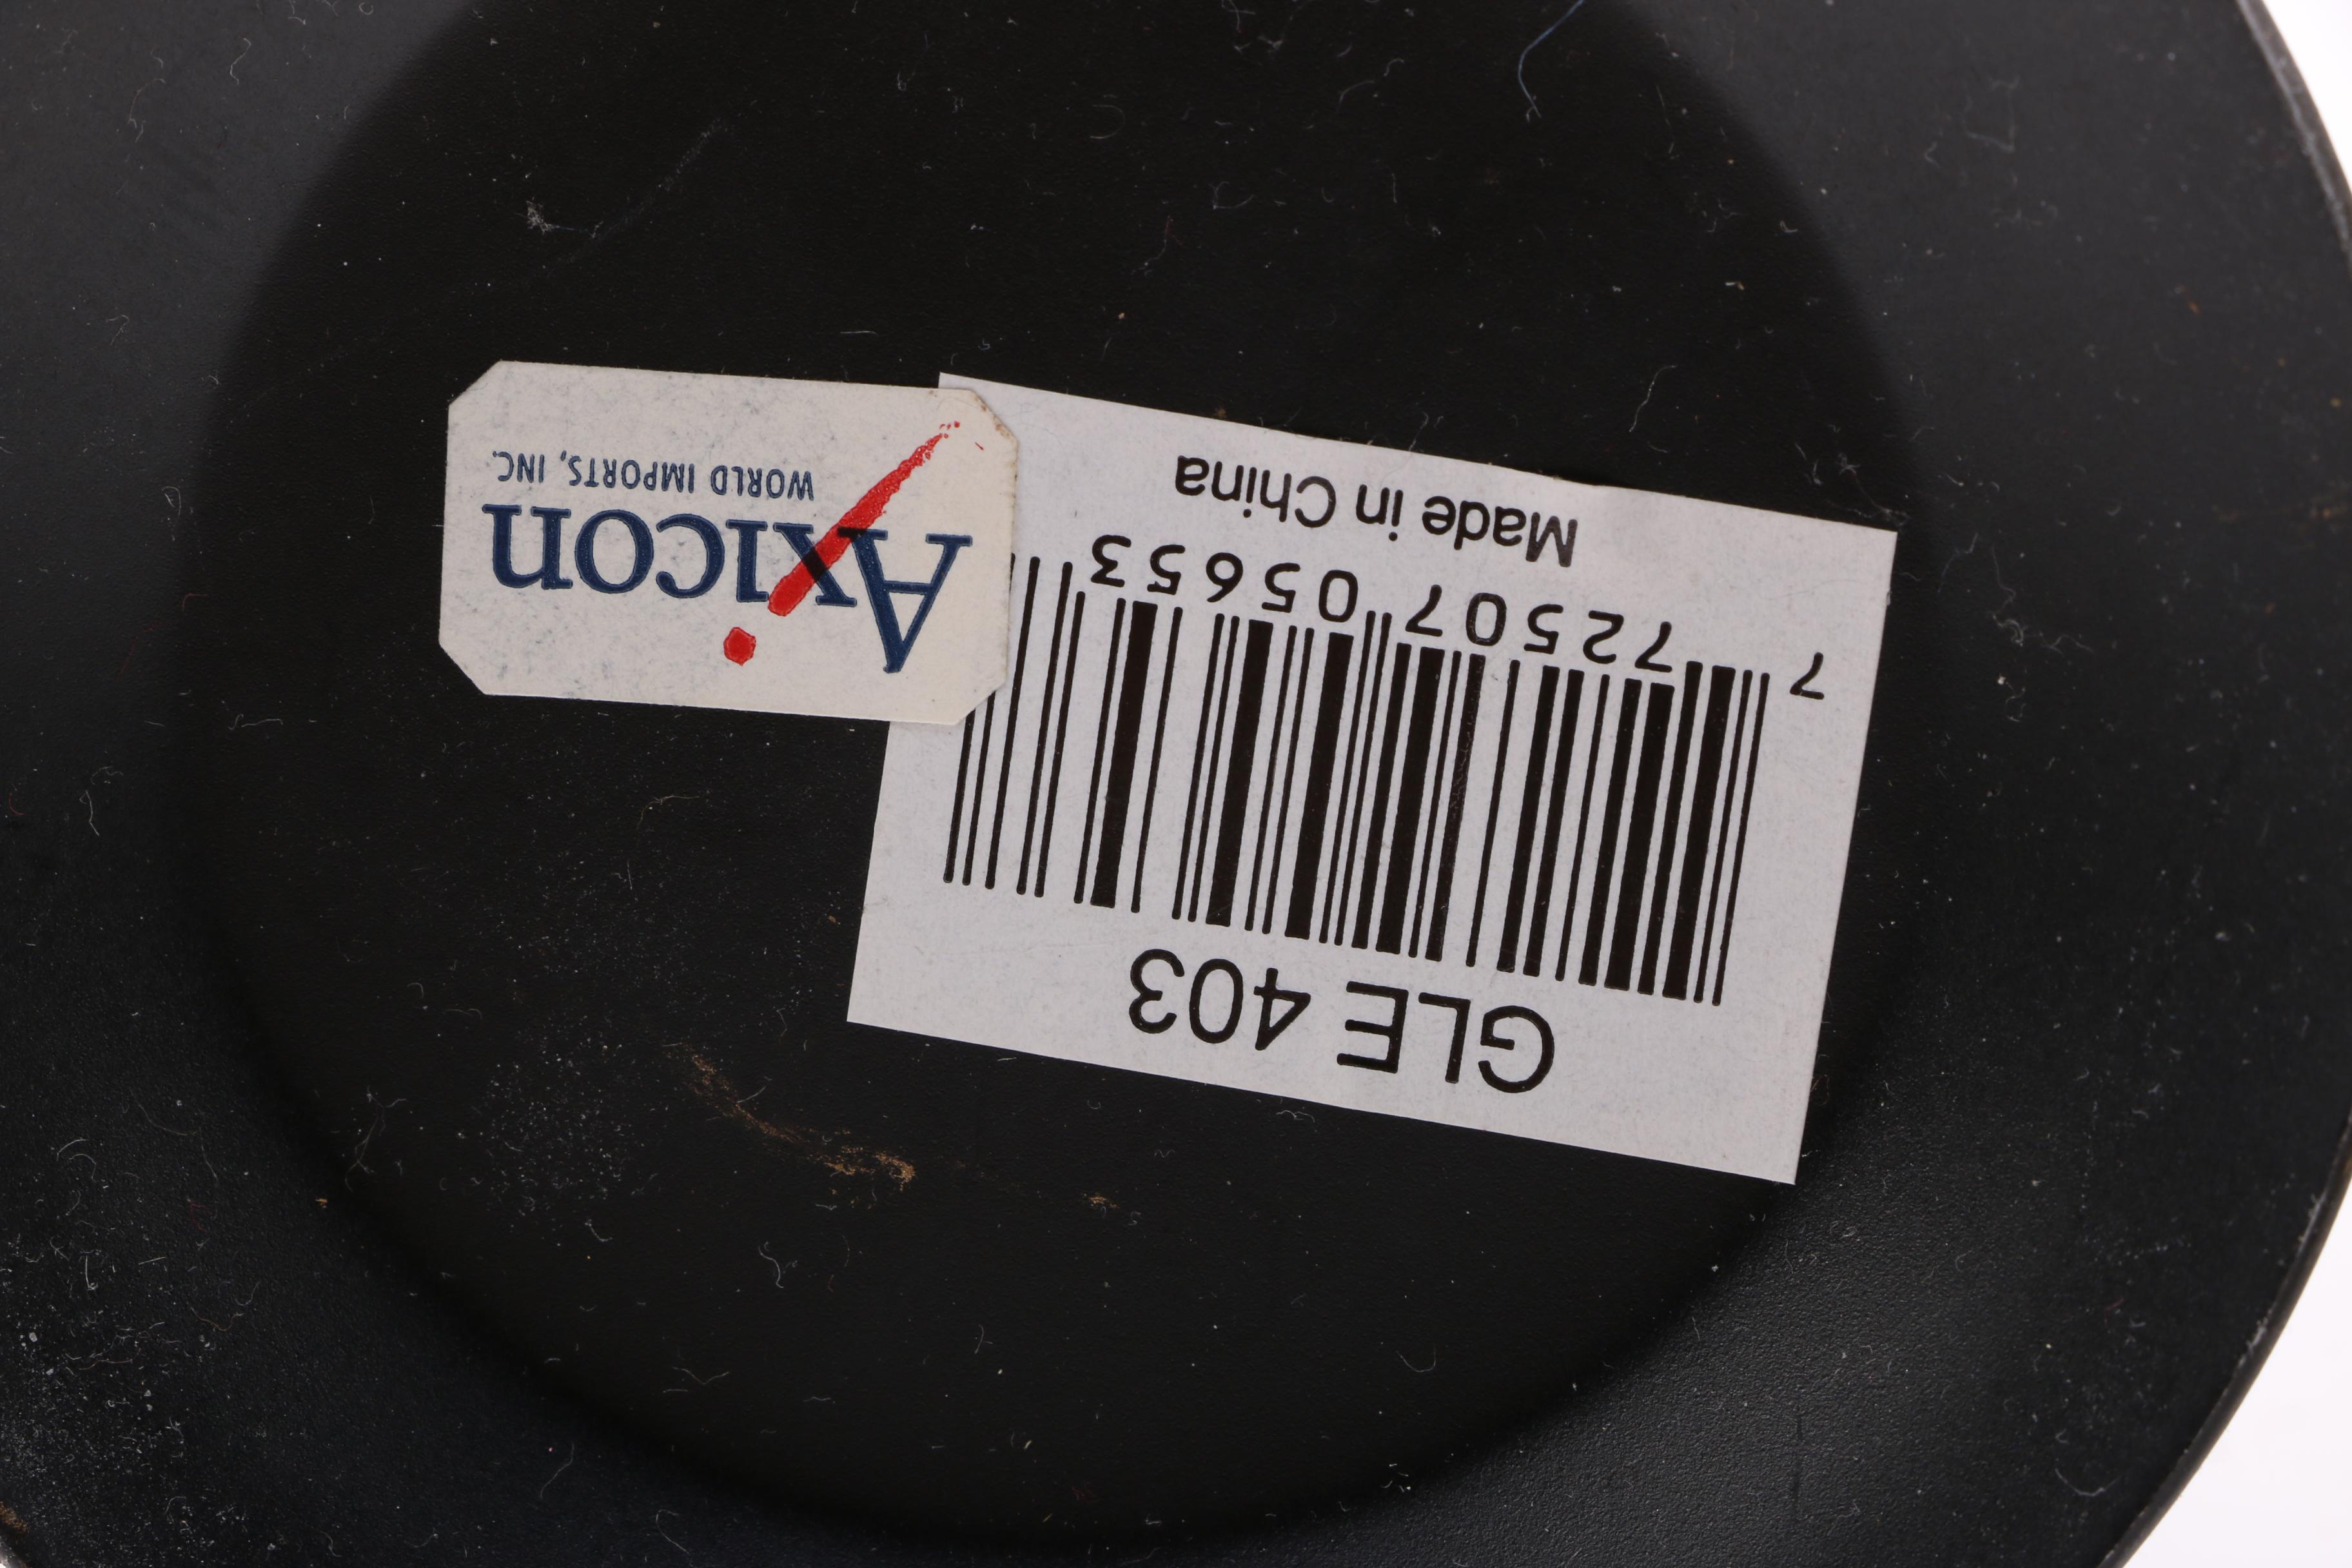 GLE 403
7 72507 05653
Made in China
Axicon
WORLD IMPORTS, INC.